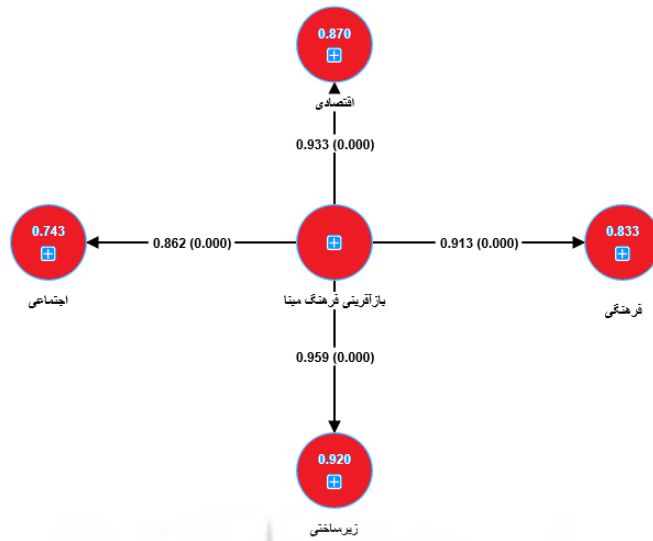 0.870
اقتصادی
0.933 (0.000)
0.743
0.862 (0.000)
0.913 (0.000)
0.833
اجتماعی
بازآفرینی فرهنگ مبنا
فرهنگی
0.959 (0.000)
0.920
زیرساختی